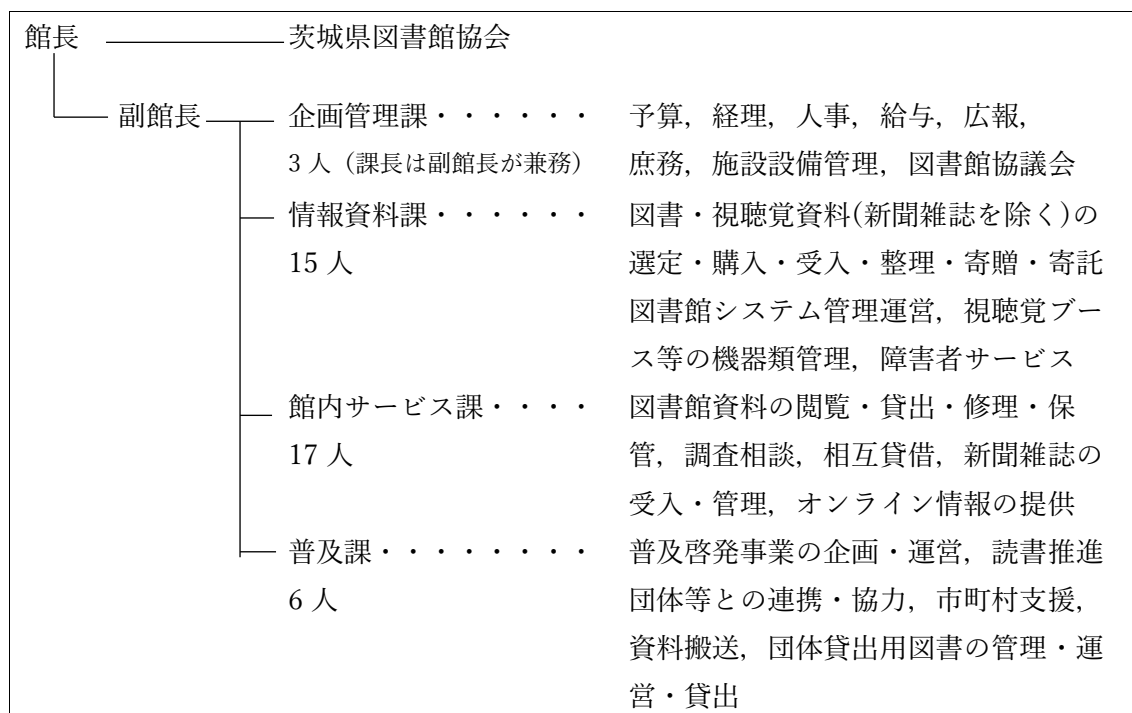 館長 茨城県図書館協会
副館長 企画管理課・・・・・・ 予算，経理，人事，給与，広報，
3人（課長は副館長が兼務） 庶務，施設設備管理，図書館協議会
情報資料課・・・・・・ 図書・視聴覚資料(新聞雑誌を除く)の
15人 選定・購入・受入・整理・寄贈・寄託
図書館システム管理運営，視聴覚ブー
ス等の機器類管理，障害者サービス
館内サービス課・・・・ 図書館資料の閲覧・貸出・修理・保
17人 管，調査相談，相互貸借，新聞雑誌の
受入・管理，オンライン情報の提供
普及課・・・・・・・・ 普及啓発事業の企画・運営，読書推進
6人 団体等との連携・協力，市町村支援，
資料搬送，団体貸出用図書の管理・運
営・貸出